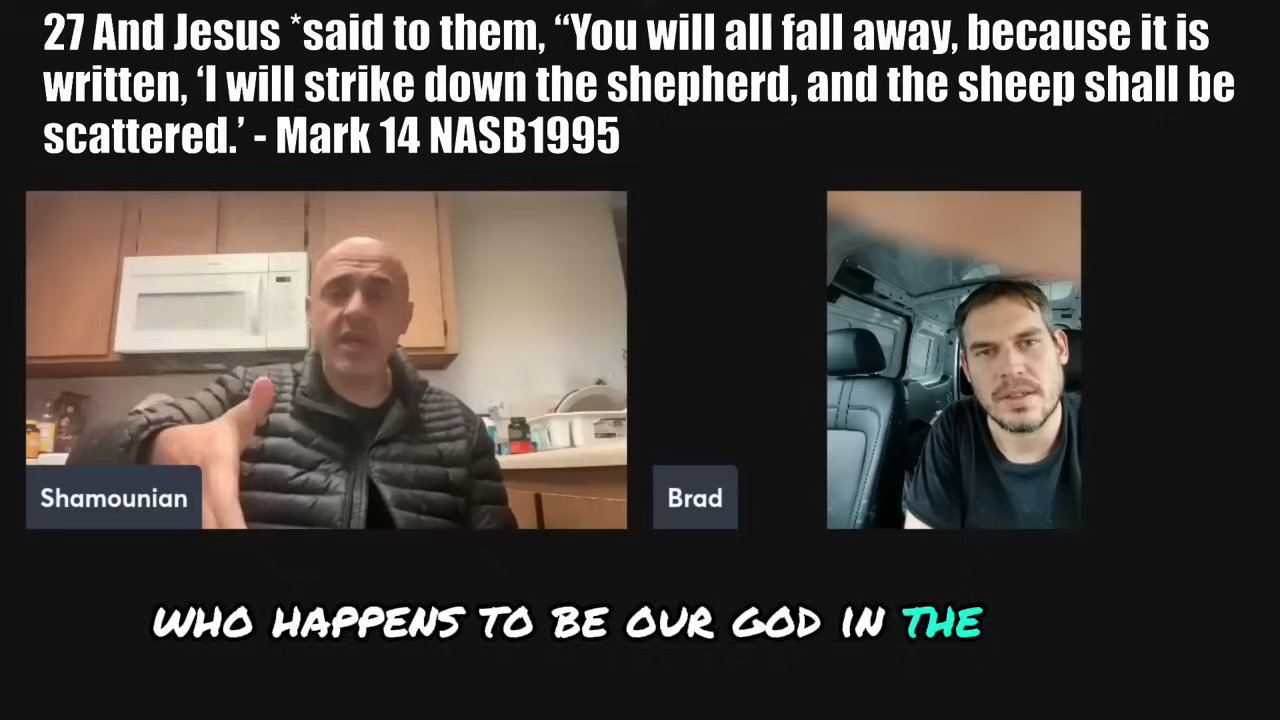 27 And Jesus *said to them, “You will all fall away, because it is
written, ‘I will strike down the shepherd, and the sheep shall be
scattered.’ - Mark 14 NASB1995
Shamounian
Brad
WHO HAPPENS TO BE OUR GOD IN THE